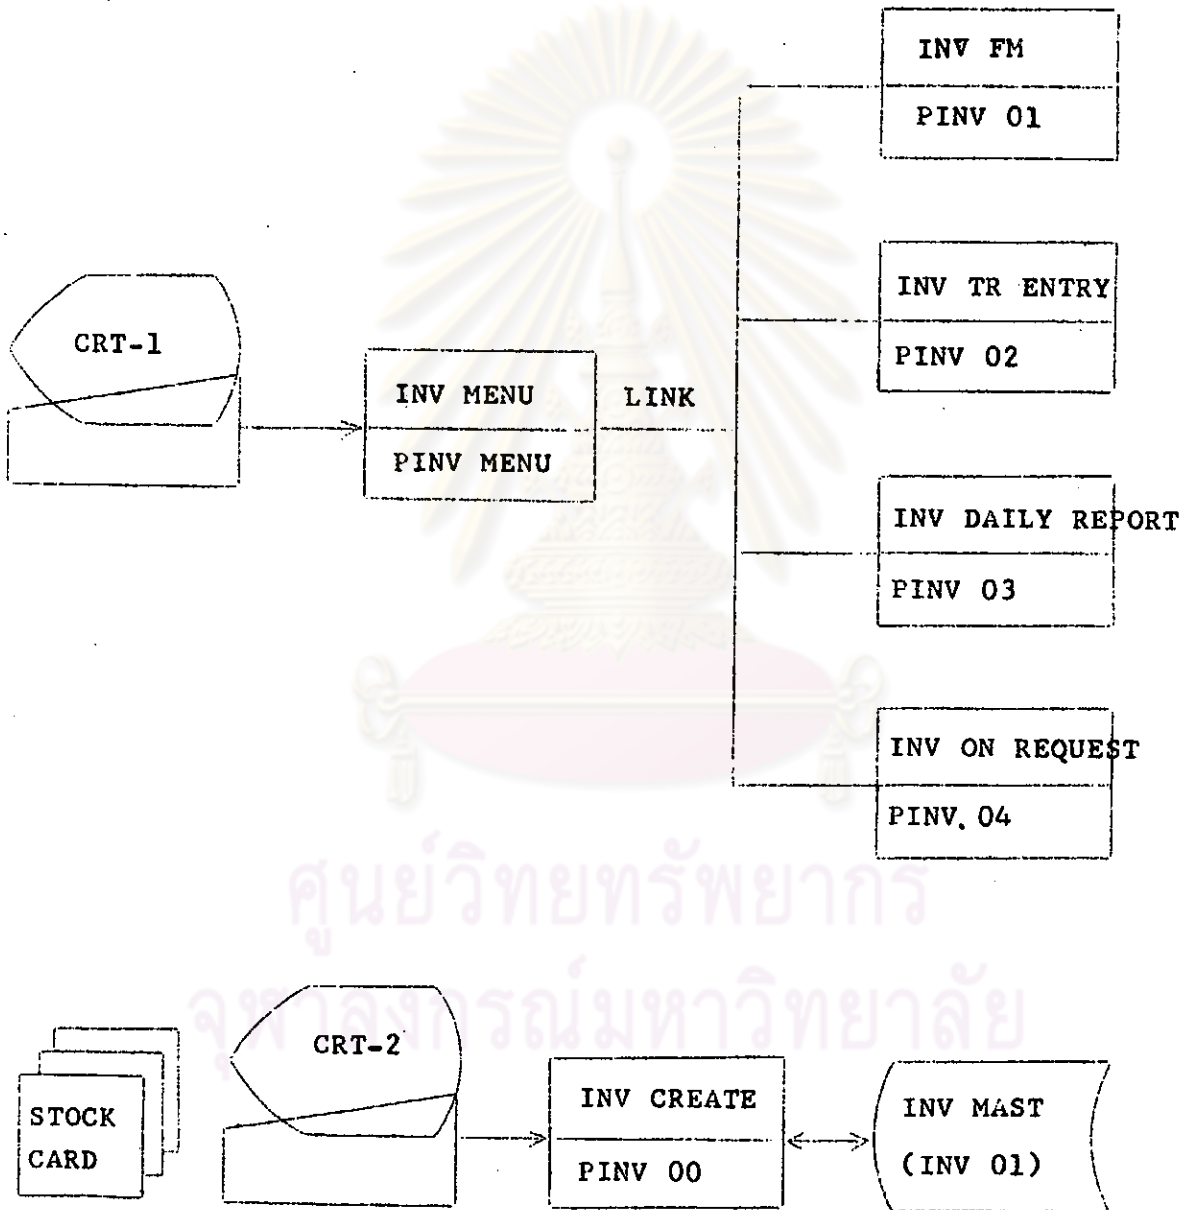 INV FM
PINV 01
INV TR ENTRY
PINV 02
CRT-1
INV MENU
LINK
PINV MENU
INV DAILY REPORT
PINV 03
INV ON REQUEST
PINV. 04
ศูนย์วิทยทรัพยากร
จุฬาลงกรณ์มหาวิทยาลัย
CRT-2
STOCK
CARD
INV CREATE
PINV 00
INV MAST
(INV 01)